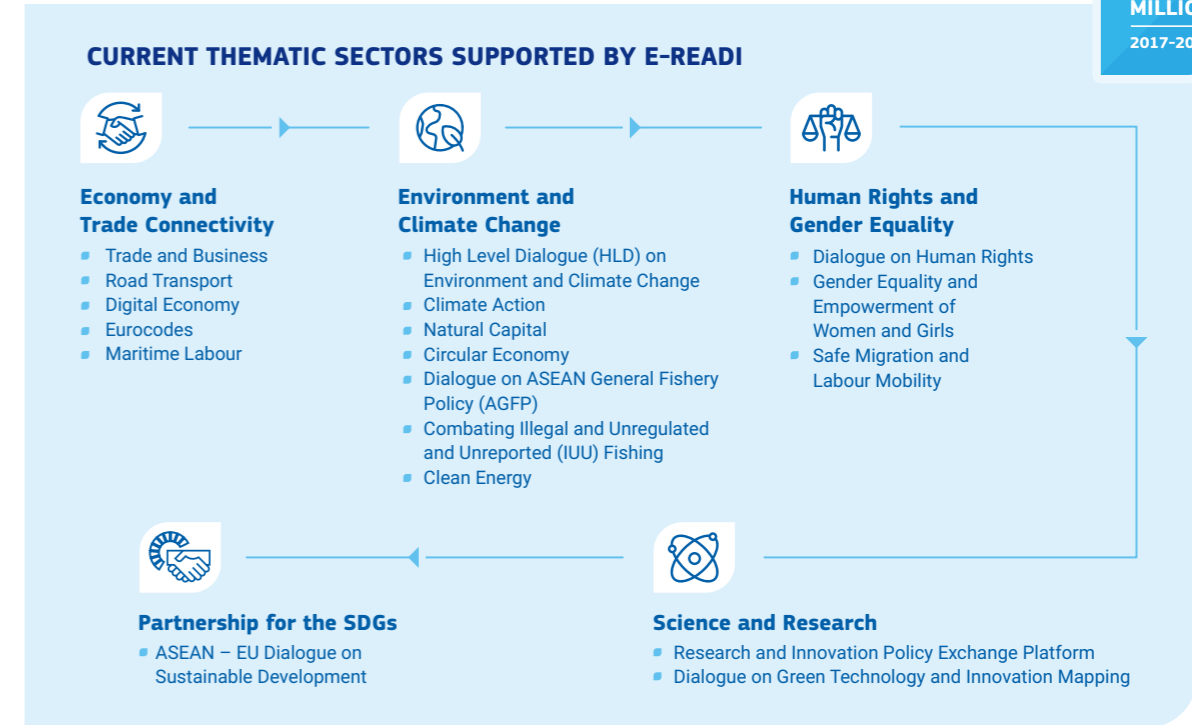 CURRENT THEMATIC SECTORS SUPPORTED BY E-READI
Economy and
Trade Connectivity
Trade and Business
Road Transport
Digital Economy
Eurocodes
Maritime Labour
Environment and
Climate Change
High Level Dialogue (HLD) on
Environment and Climate Change
Climate Action
Natural Capital
Circular Economy
Dialogue on ASEAN General Fishery
Policy (AGFP)
Combating Illegal and Unregulated
and Unreported (IUU) Fishing
Clean Energy
Human Rights and
Gender Equality
Dialogue on Human Rights
Gender Equality and
Empowerment of
Women and Girls
Safe Migration and
Labour Mobility
Science and Research
Research and Innovation Policy Exchange Platform
Dialogue on Green Technology and Innovation Mapping
Partnership for the SDGs
ASEAN – EU Dialogue on
Sustainable Development